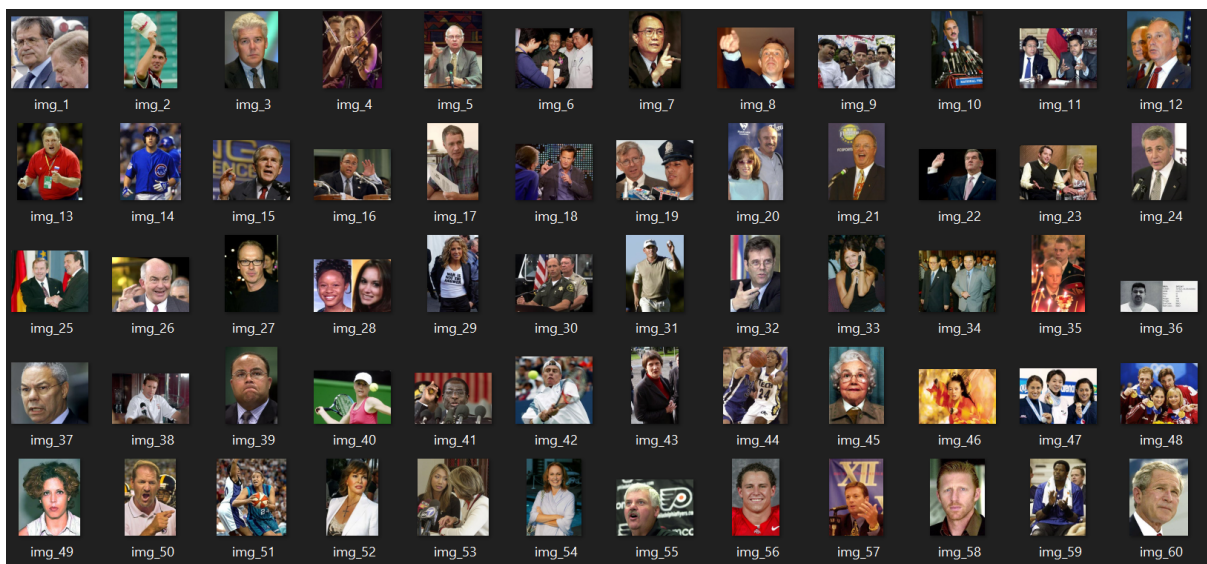 img_1 img_2 img_3 img_4 img_5 img_6 img_7 img_8 img_9 img_10 img_11 img_12
img_13 img_14 img_15 img_16 img_17 img_18 img_19 img_20 img_21 img_22 img_23 img_24
img_25 img_26 img_27 img_28 img_29 img_30 img_31 img_32 img_33 img_34 img_35 img_36
img_37 img_38 img_39 img_40 img_41 img_42 img_43 img_44 img_45 img_46 img_47 img_48
XII
img_49 img_50 img_51 img_52 img_53 img_54 img_55 img_56 img_57 img_58 img_59 img_60